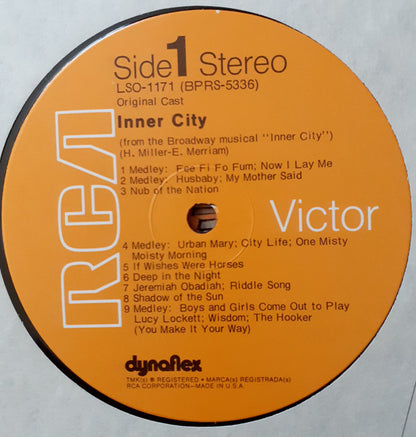 Side 1 Stereo
LSO-1171 (BPRS-5336)
Original Cast
Inner City
(from the Broadway musical "Inner City")
(H. Miller-E. Merriam)
1 Medley: Fee Fi Fo Fum; Now I Lay Me
2 Medley: Husbaby; My Mother Said
3 Nub of the Nation
RCA
Victor
4 Medley: Urban Mary; City Life; One Misty
Moisty Morning
5 If Wishes Were Horses
6 Deep in the Night
7 Jeremiah Obadiah; Riddle Song
8 Shadow of the Sun
9 Medley: Boys and Girls Come Out to Play
Lucy Lockett; Wisdom; The Hooker
(You Make It Your Way)
dynaflex
TMK(s) ® REGISTERED • MARCA(s) REGISTRADA(s)
RCA CORPORATION—MADE IN U.S.A.